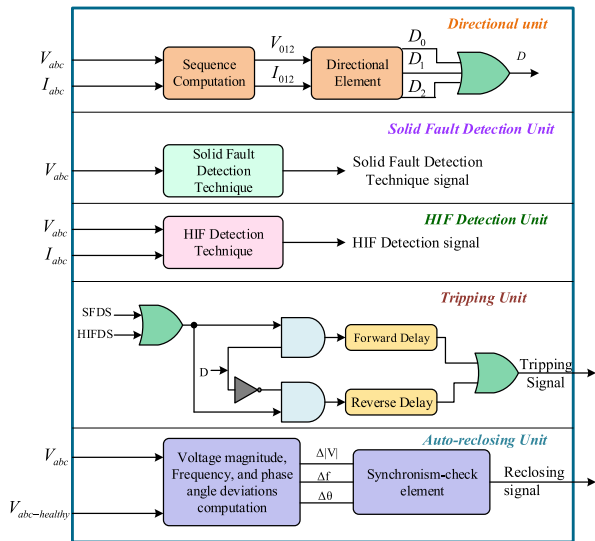 Directional unit
V_abc
I_abc
Sequence
Computation
V_012
I_012
Directional
Element
D_0
D_1
D_2
D
Solid Fault Detection Unit
V_abc
Solid Fault
Detection
Technique
Solid Fault Detection
Technique signal
HIF Detection Unit
V_abc
I_abc
HIF Detection
Technique
HIF Detection signal
Tripping Unit
SFDS
HIFDS
D
Forward Delay
Reverse Delay
Tripping
Signal
Auto-reclosing Unit
V_abc
V_abc−healthy
Voltage magnitude,
Frequency, and phase
angle deviations
computation
Δ|V|
Δf
Δθ
Synchronism-check
element
Reclosing
signal